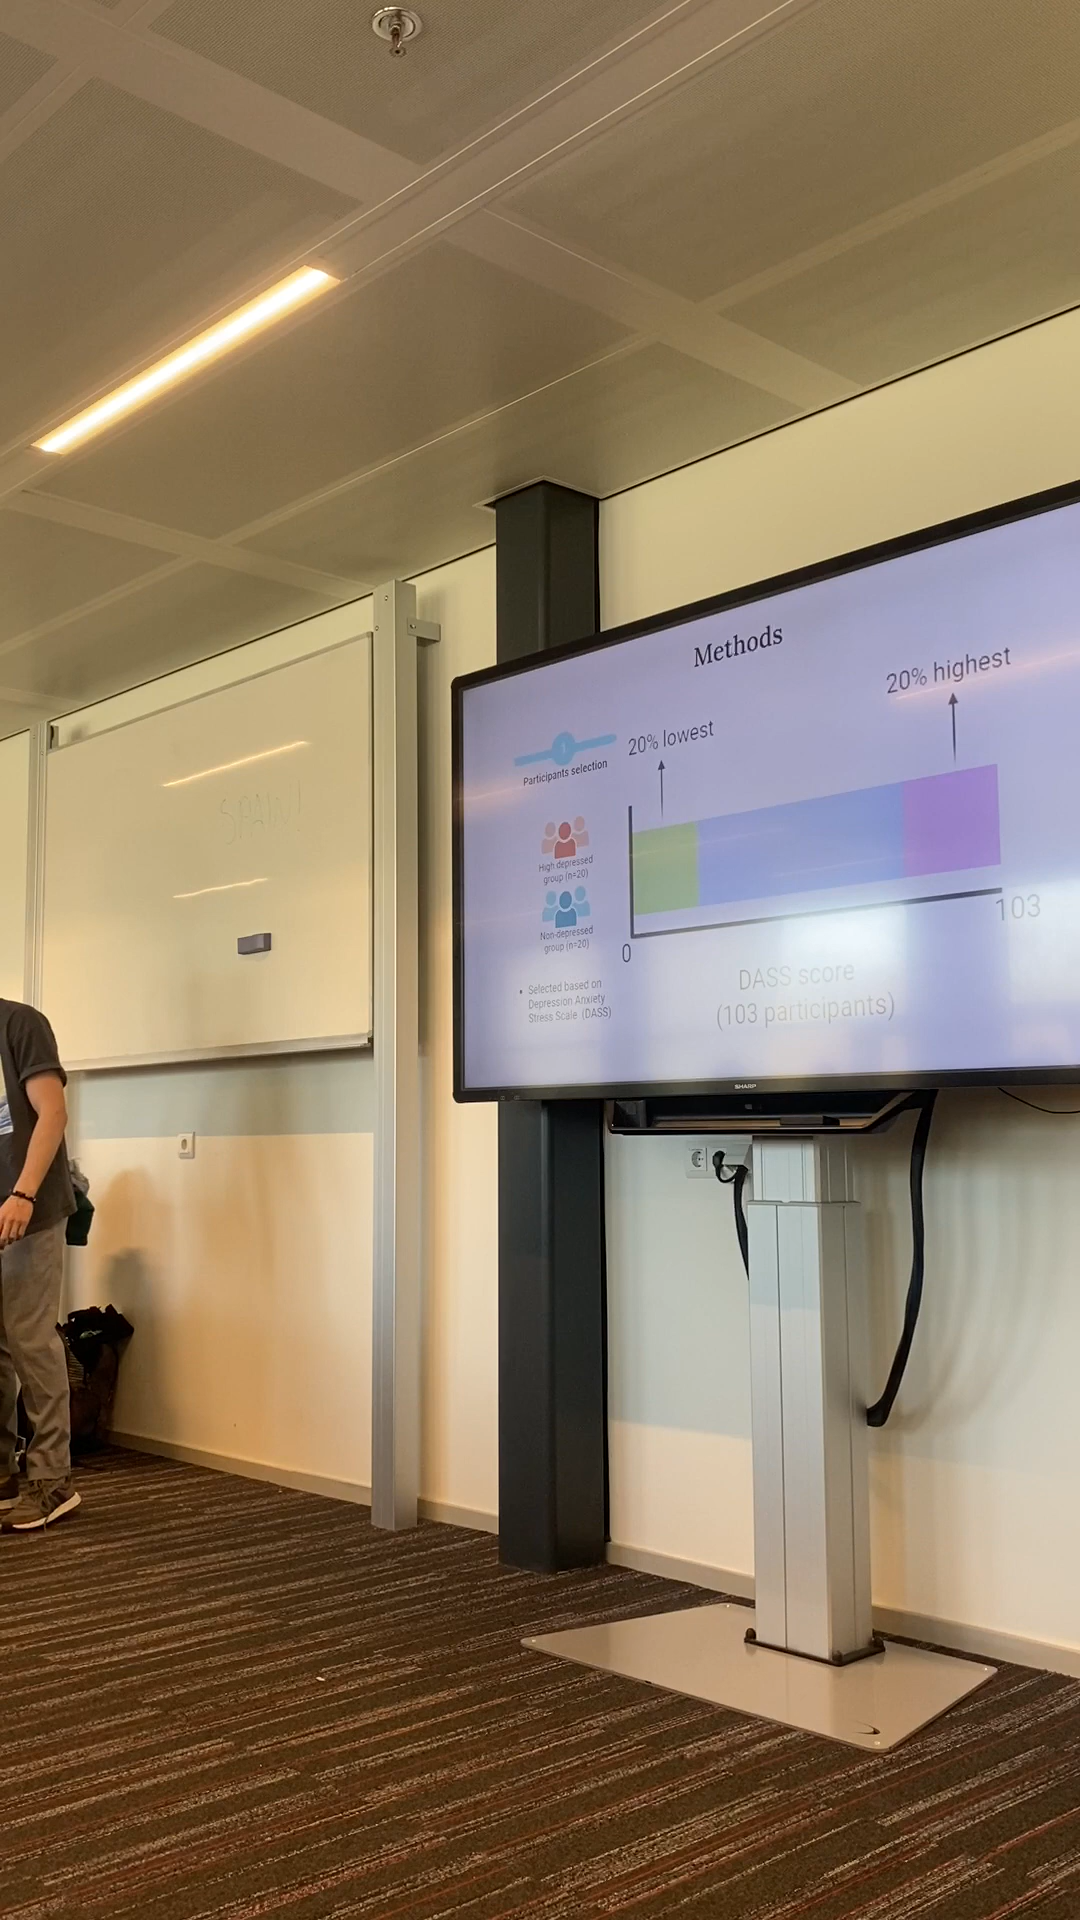 SPAIN!
Methods
1
Participants selection
High depressed
group (n=20)
Non-depressed
group (n=20)
• Selected based on
Depression Anxiety
Stress Scale (DASS)
20% lowest
20% highest
0
103
DASS score
(103 participants)
SHARP